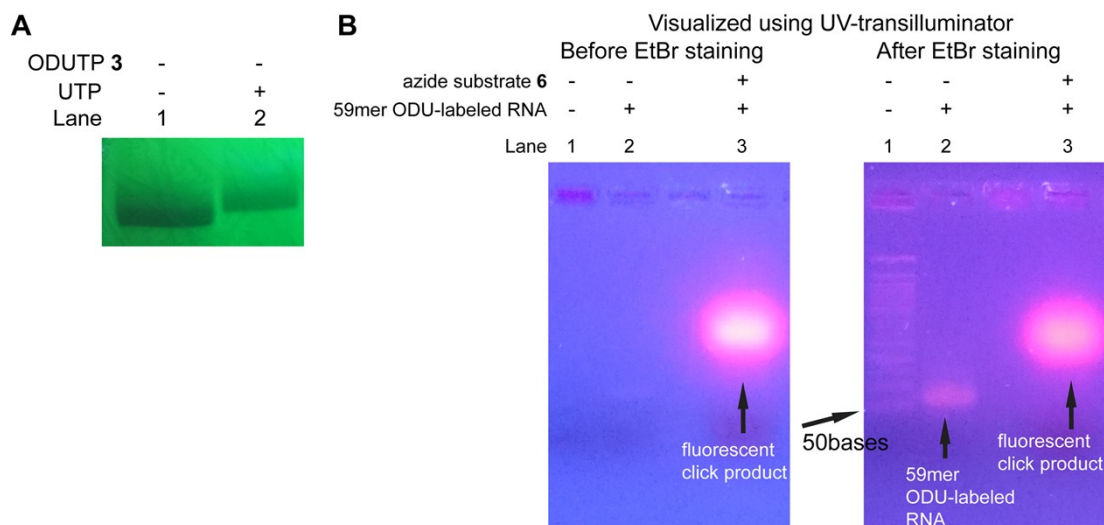 A
ODUTP 3 - -
UTP - +
Lane 1 2
B
Visualized using UV-transilluminator
Before EtBr staining After EtBr staining
azide substrate 6 - - + - - +
59mer ODU-labeled RNA - + + - + +
Lane 1 2 3 Lane 1 2 3
50bases
fluorescent
click product
59mer
ODU-labeled
RNA
fluorescent
click product